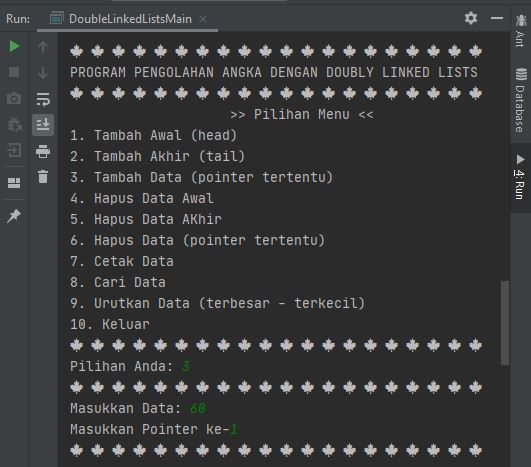 Run: DoubleLinkedListsMain
PROGRAM PENGOLAHAN ANGKA DENGAN DOUBLY LINKED LISTS
>> Pilihan Menu <<
1. Tambah Awal (head)
2. Tambah Akhir (tail)
3. Tambah Data (pointer tertentu)
4. Hapus Data Awal
5. Hapus Data AKhir
6. Hapus Data (pointer tertentu)
7. Cetak Data
8. Cari Data
9. Urutkan Data (terbesar - terkecil)
10. Keluar
Pilihan Anda: 3
Masukkan Data: 60
Masukkan Pointer ke-1
Ant
Database
4: Run